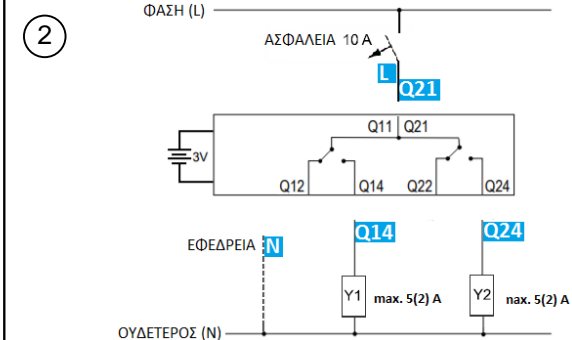 2
ΦΑΣΗ (L)
ΑΣΦΑΛΕΙΑ 10 A
L
Q21
3V
Q11 Q21
Q12 Q14 Q22 Q24
ΕΦΕΔΡΕΙΑ N
Q14
Q24
Y1 max. 5(2) A
Y2 nax. 5(2) A
ΟΥΔΕΤΕΡΟΣ (N)